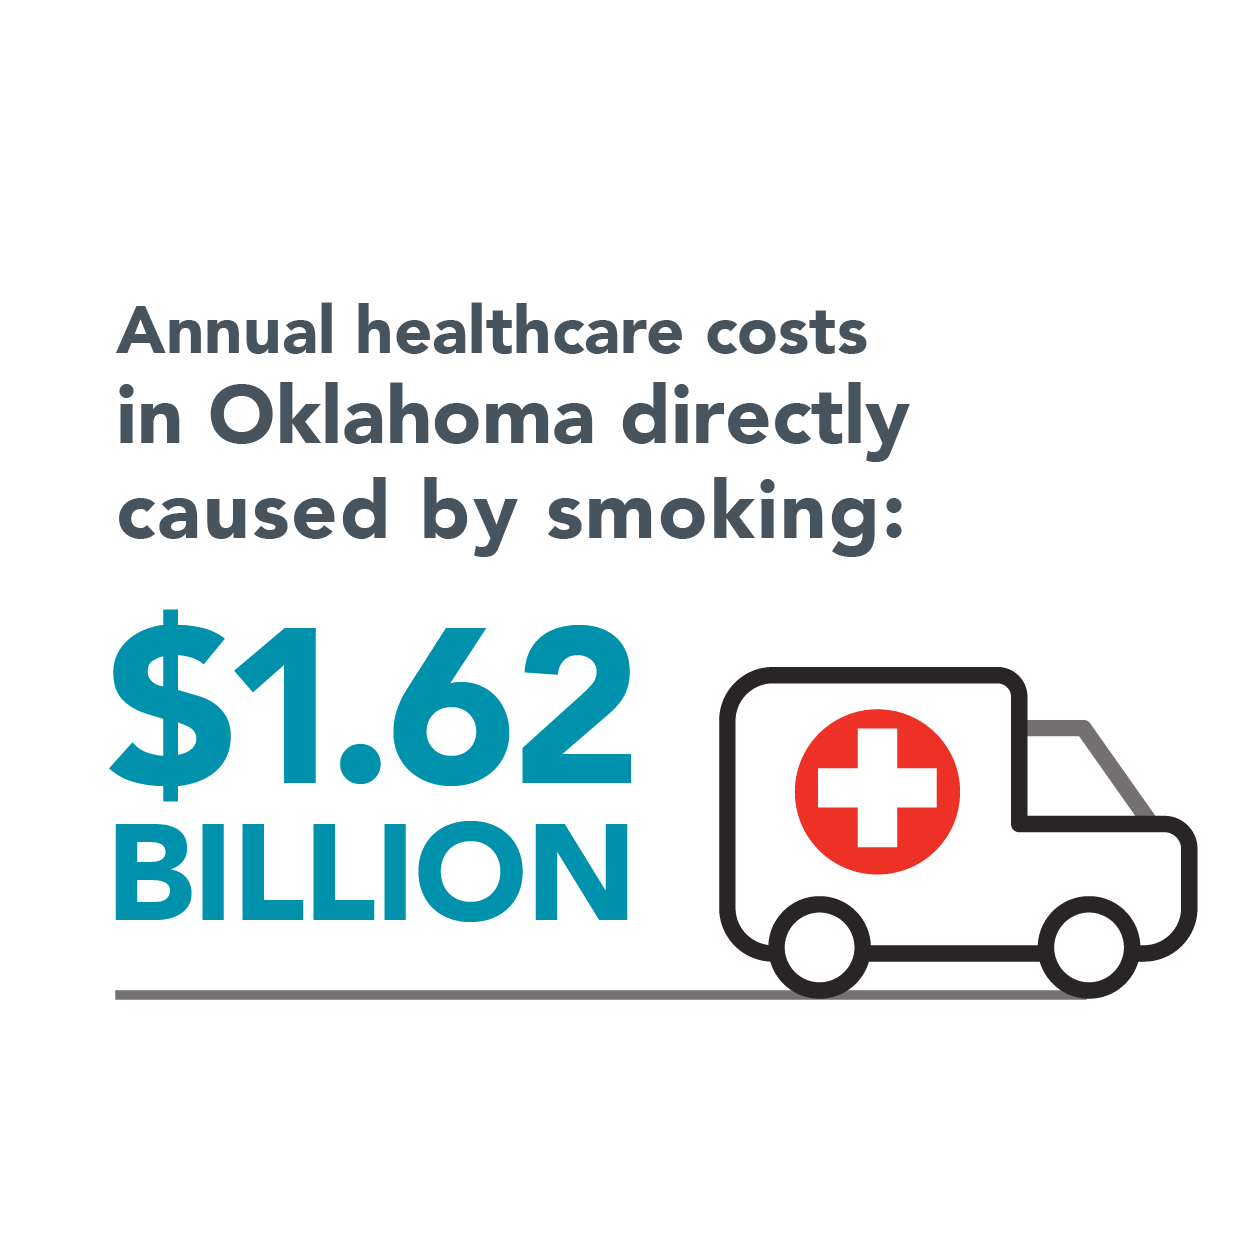 Annual healthcare costs
in Oklahoma directly
caused by smoking:
$1.62
BILLION